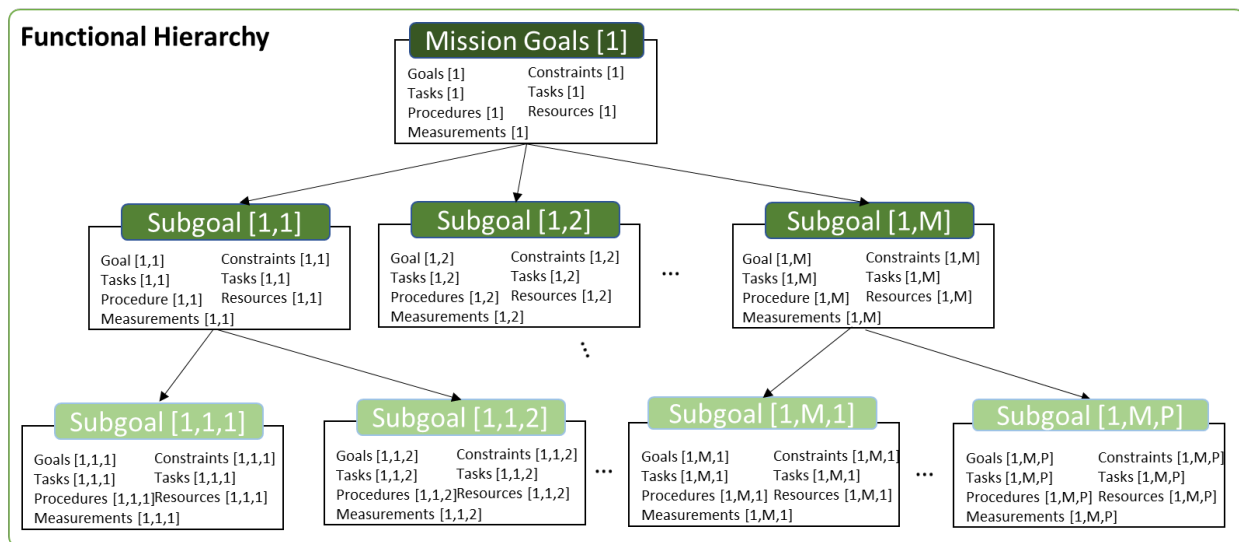 Functional Hierarchy
Mission Goals [1]
Goals [1] Constraints [1]
Tasks [1] Tasks [1]
Procedures [1] Resources [1]
Measurements [1]
Subgoal [1,1]
Goal [1,1] Constraints [1,1]
Tasks [1,1] Tasks [1,1]
Procedure [1,1] Resources [1,1]
Measurements [1,1]
Subgoal [1,2]
Goal [1,2] Constraints [1,2]
Tasks [1,2] Tasks [1,2]
Procedures [1,2] Resources [1,2]
Measurements [1,2]
...
Subgoal [1,M]
Goal [1,M] Constraints [1,M]
Tasks [1,M] Tasks [1,M]
Procedure [1,M] Resources [1,M]
Measurements [1,M]
...
Subgoal [1,1,1]
Goals [1,1,1] Constraints [1,1,1]
Tasks [1,1,1] Tasks [1,1,1]
Procedures [1,1,1] Resources [1,1,1]
Measurements [1,1,1]
Subgoal [1,1,2]
Goals [1,1,2] Constraints [1,1,2]
Tasks [1,1,2] Tasks [1,1,2]
Procedures [1,1,2] Resources [1,1,2]
Measurements [1,1,2]
...
Subgoal [1,M,1]
Goals [1,M,1] Constraints [1,M,1]
Tasks [1,M,1] Tasks [1,M,1]
Procedures [1,M,1] Resources [1,M,1]
Measurements [1,M,1]
...
Subgoal [1,M,P]
Goals [1,M,P] Constraints [1,M,P]
Tasks [1,M,P] Tasks [1,M,P]
Procedures [1,M,P] Resources [1,M,P]
Measurements [1,M,P]